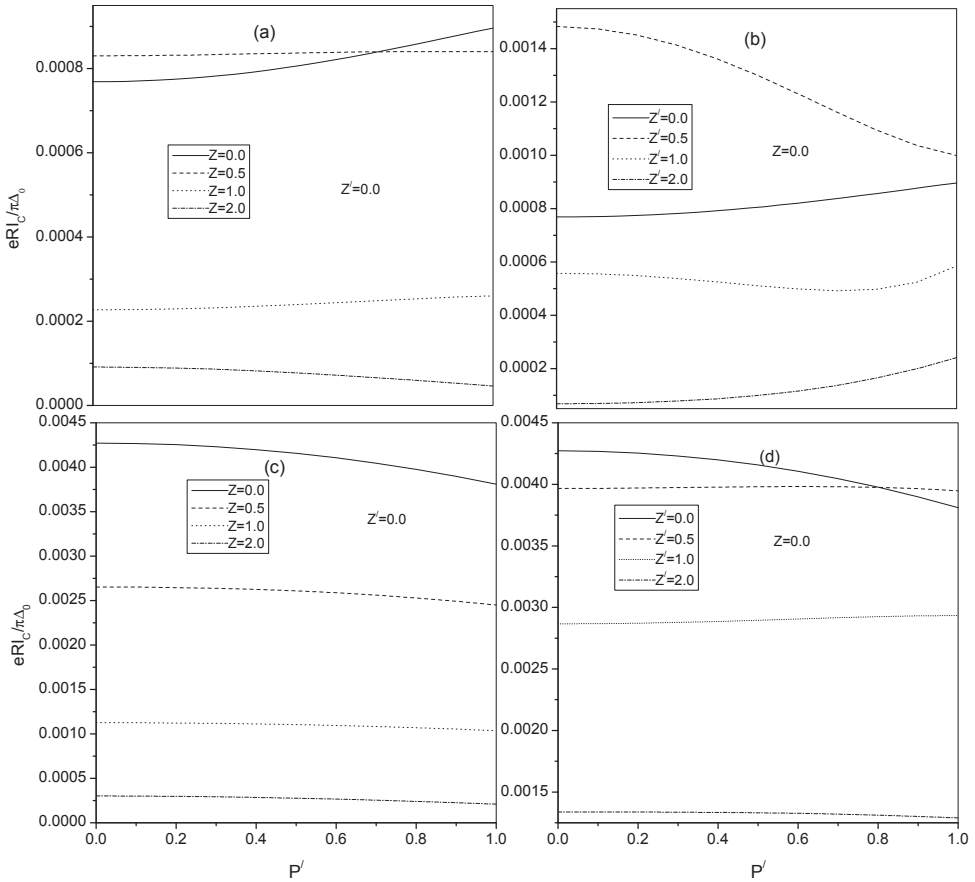 (a)
0.0008
0.0006
0.0004
0.0002
0.0000
eRI_C/πΔ_0
Z=0.0
Z=0.5
Z=1.0
Z=2.0
Z^/=0.0
(b)
0.0014
0.0012
0.0010
0.0008
0.0006
0.0004
0.0002
Z^/=0.0
Z^/=0.5
Z^/=1.0
Z^/=2.0
Z=0.0
(c)
0.0045
0.0040
0.0035
0.0030
0.0025
0.0020
0.0015
0.0010
0.0005
0.0000
eRI_C/πΔ_0
Z=0.0
Z=0.5
Z=1.0
Z=2.0
Z^/=0.0
0.0 0.2 0.4 0.6 0.8 1.0
P^/
(d)
0.0045
0.0040
0.0035
0.0030
0.0025
0.0020
0.0015
Z^/=0.0
Z^/=0.5
Z^/=1.0
Z^/=2.0
Z=0.0
0.0 0.2 0.4 0.6 0.8 1.0
P^/